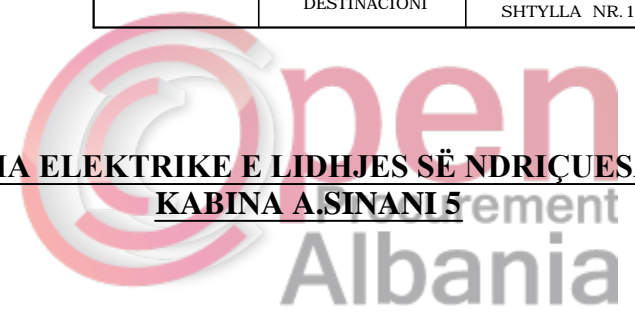 DESTINACIONI
SHTYLLA NR.1
Open
IA ELEKTRIKE E LIDHJES SË NDRIÇUES
KABINA A.SINANI 5
Procurement
Albania